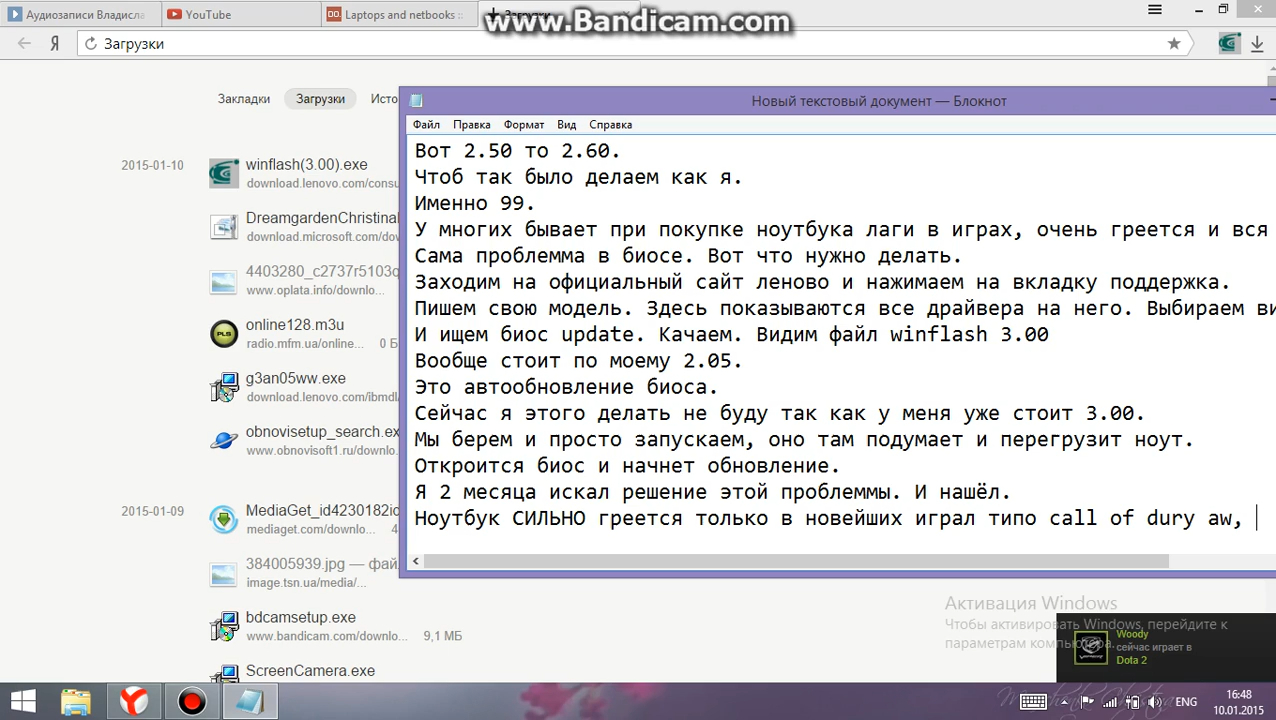 Аудиозаписи Владисла
YouTube
Laptops and netbooks ::
www.Bandicam.com
Загрузки
Закладки Загрузки Исто
Новый текстовый документ — Блокнот
Файл Правка Формат Вид Справка
Вот 2.50 то 2.60.
Чтоб так было делаем как я.
Именно 99.
У многих бывает при покупке ноутбука лаги в играх, очень греется и вся
Сама проблемма в биосе. Вот что нужно делать.
Заходим на официальный сайт леново и нажимаем на вкладку поддержка.
Пишем свою модель. Здесь показываются все драйвера на него. Выбираем ви
И ищем биос update. Качаем. Видим файл winflash 3.00
Вообще стоит по моему 2.05.
Это автообновление биоса.
Сейчас я этого делать не буду так как у меня уже стоит 3.00.
Мы берем и просто запускаем, оно там подумает и перегрузит ноут.
Откроится биос и начнет обновление.
Я 2 месяца искал решение этой проблеммы. И нашёл.
Ноутбук СИЛЬНО греется только в новейших играл типо call of dury aw,
2015-01-10
winflash(3.00).exe
download.lenovo.com/consu
DreamgardenChristinal
download.microsoft.com/dov
4403280_c2737r5103q
www.oplata.info/downlo...
online128.m3u
radio.mfm.ua/online... 0 Б
g3an05ww.exe
download.lenovo.com/ibmdl/
obnovisetup_search.ex
www.obnovisoft1.ru/downlo.
2015-01-09
MediaGet_id4230182id
mediaget.com/downlo... 4
384005939.jpg — фай
image.tsn.ua/media/...
bdcamsetup.exe
www.bandicam.com/downlo... 9,1 МБ
ScreenCamera.exe
Активация Windows
Чтобы активировать Windows, перейдите к
параметрам компьютера.
Woody
сейчас играет в
Dota 2
ENG
16:48
10.01.2015